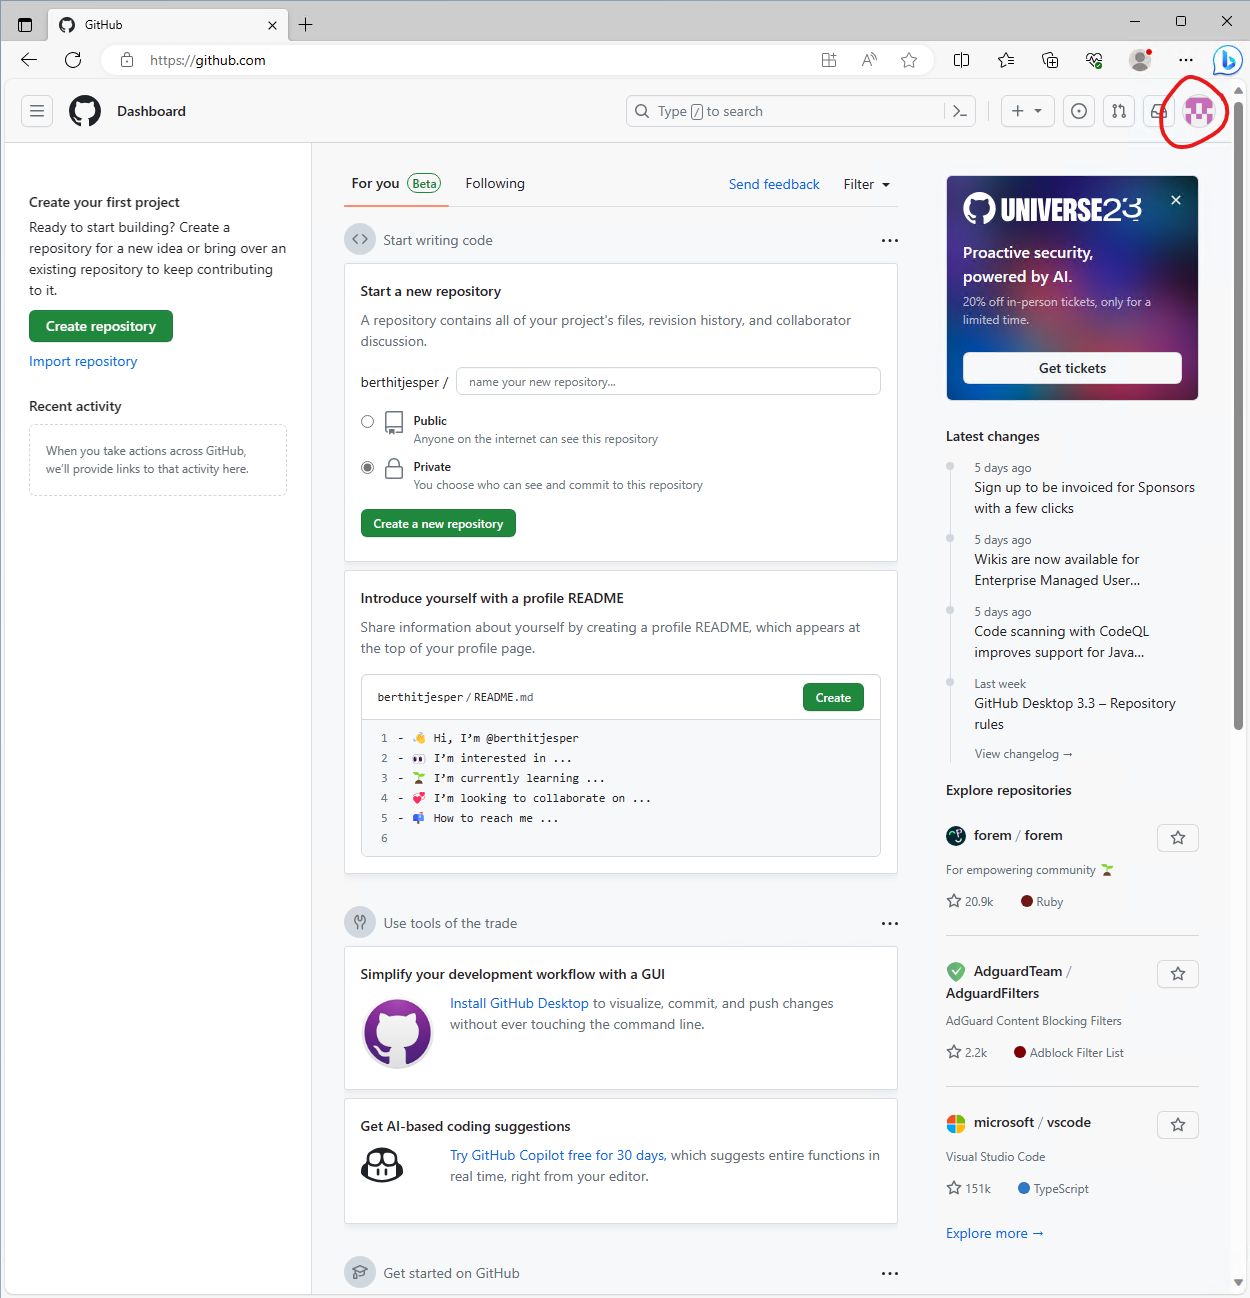 GitHub
https://github.com
Dashboard
Type / to search
Create your first project
Ready to start building? Create a
repository for a new idea or bring over an
existing repository to keep contributing
to it.
Create repository
Import repository
Recent activity
When you take actions across GitHub,
we'll provide links to that activity here.
For you Beta Following Send feedback Filter
Start writing code
Start a new repository
A repository contains all of your project's files, revision history, and collaborator
discussion.
berthitjesper / name your new repository...
Public
Anyone on the internet can see this repository
Private
You choose who can see and commit to this repository
Create a new repository
Introduce yourself with a profile README
Share information about yourself by creating a profile README, which appears at
the top of your profile page.
berthitjesper / README.md Create
1 - 👋 Hi, I'm @berthitjesper
2 - 👀 I'm interested in ...
3 - 🌱 I'm currently learning ...
4 - 💞️ I'm looking to collaborate on ...
5 - 📫 How to reach me ...
6
Use tools of the trade
Simplify your development workflow with a GUI
Install GitHub Desktop to visualize, commit, and push changes
without ever touching the command line.
Get AI-based coding suggestions
Try GitHub Copilot free for 30 days, which suggests entire functions in
real time, right from your editor.
Get started on GitHub
UNIVERSE23
Proactive security,
powered by AI.
20% off in-person tickets, only for a
limited time.
Get tickets
Latest changes
5 days ago
Sign up to be invoiced for Sponsors
with a few clicks
5 days ago
Wikis are now available for
Enterprise Managed User...
5 days ago
Code scanning with CodeQL
improves support for Java...
Last week
GitHub Desktop 3.3 – Repository
rules
View changelog →
Explore repositories
forem / forem
For empowering community 🌱
20.9k Ruby
AdguardTeam /
AdguardFilters
AdGuard Content Blocking Filters
2.2k Adblock Filter List
microsoft / vscode
Visual Studio Code
151k TypeScript
Explore more →